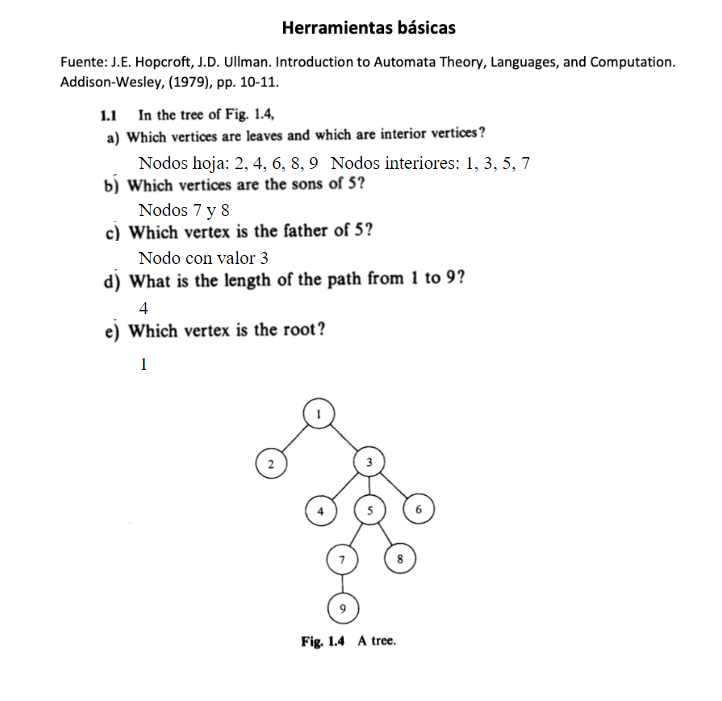 Herramientas básicas
Fuente: J.E. Hopcroft, J.D. Ullman. Introduction to Automata Theory, Languages, and Computation.
Addison-Wesley, (1979), pp. 10-11.
1.1 In the tree of Fig. 1.4,
a) Which vertices are leaves and which are interior vertices?
Nodos hoja: 2, 4, 6, 8, 9 Nodos interiores: 1, 3, 5, 7
b) Which vertices are the sons of 5?
Nodos 7 y 8
c) Which vertex is the father of 5?
Nodo con valor 3
d) What is the length of the path from 1 to 9?
4
e) Which vertex is the root?
1
1
2 3
4 5 6
7 8
9
Fig. 1.4 A tree.